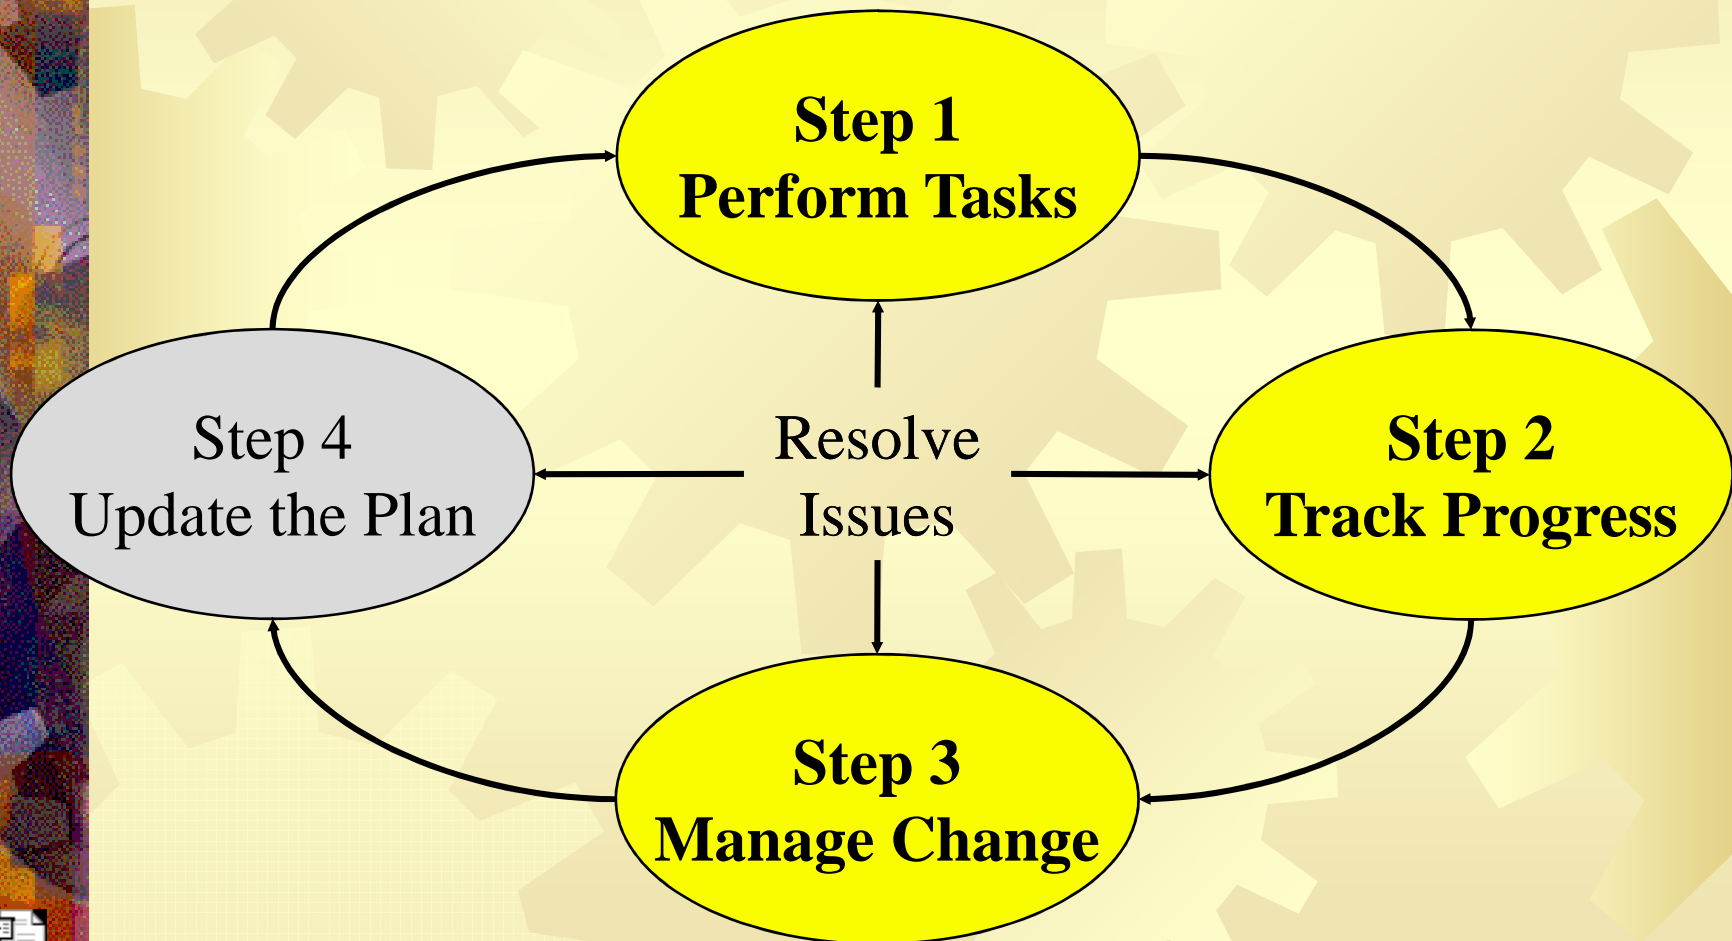 Step 1
Perform Tasks
Step 4
Update the Plan
Resolve
Issues
Step 2
Track Progress
Step 3
Manage Change